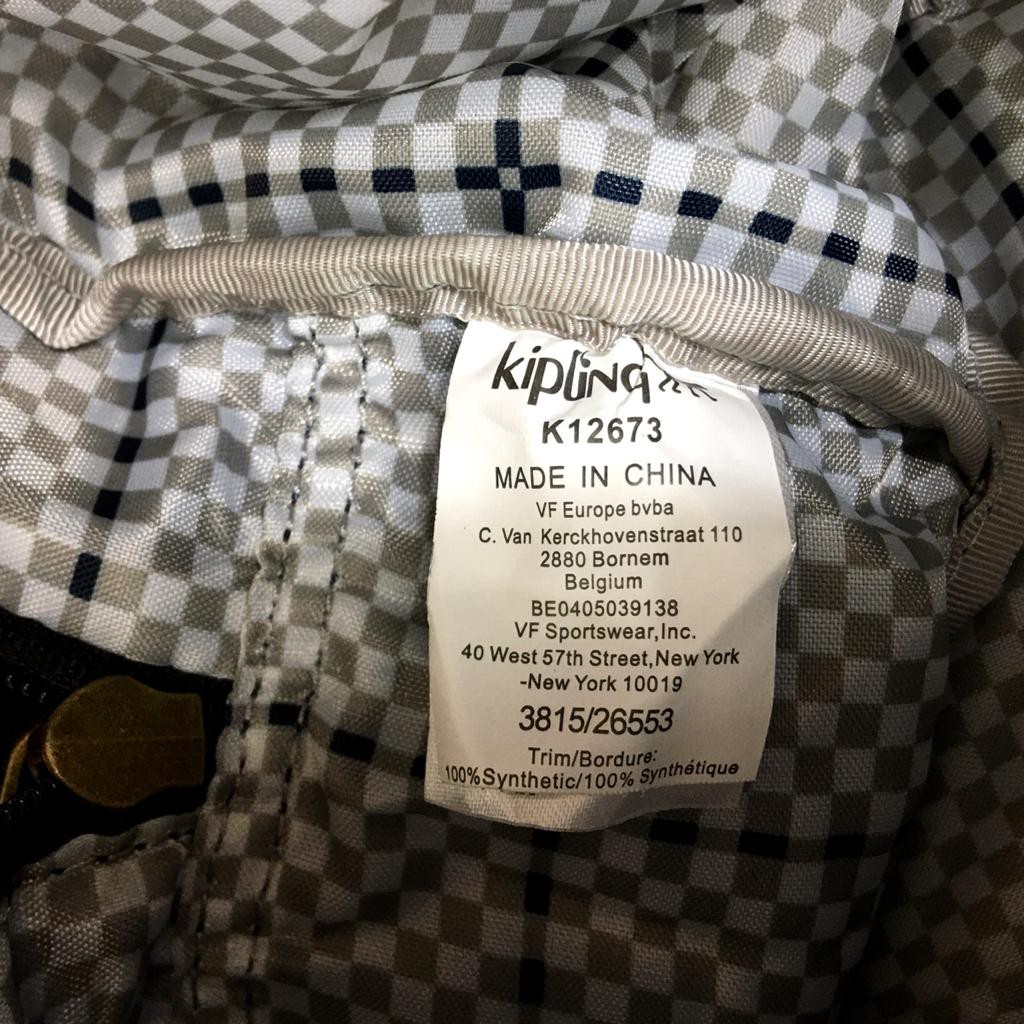 kipling
K12673
MADE IN CHINA
VF Europe bvba
C. Van Kerckhovenstraat 110
2880 Bornem
Belgium
BE0405039138
VF Sportswear,Inc.
40 West 57th Street,New York
-New York 10019
3815/26553
Trim/Bordure:
100%Synthetic/100% Synthétique